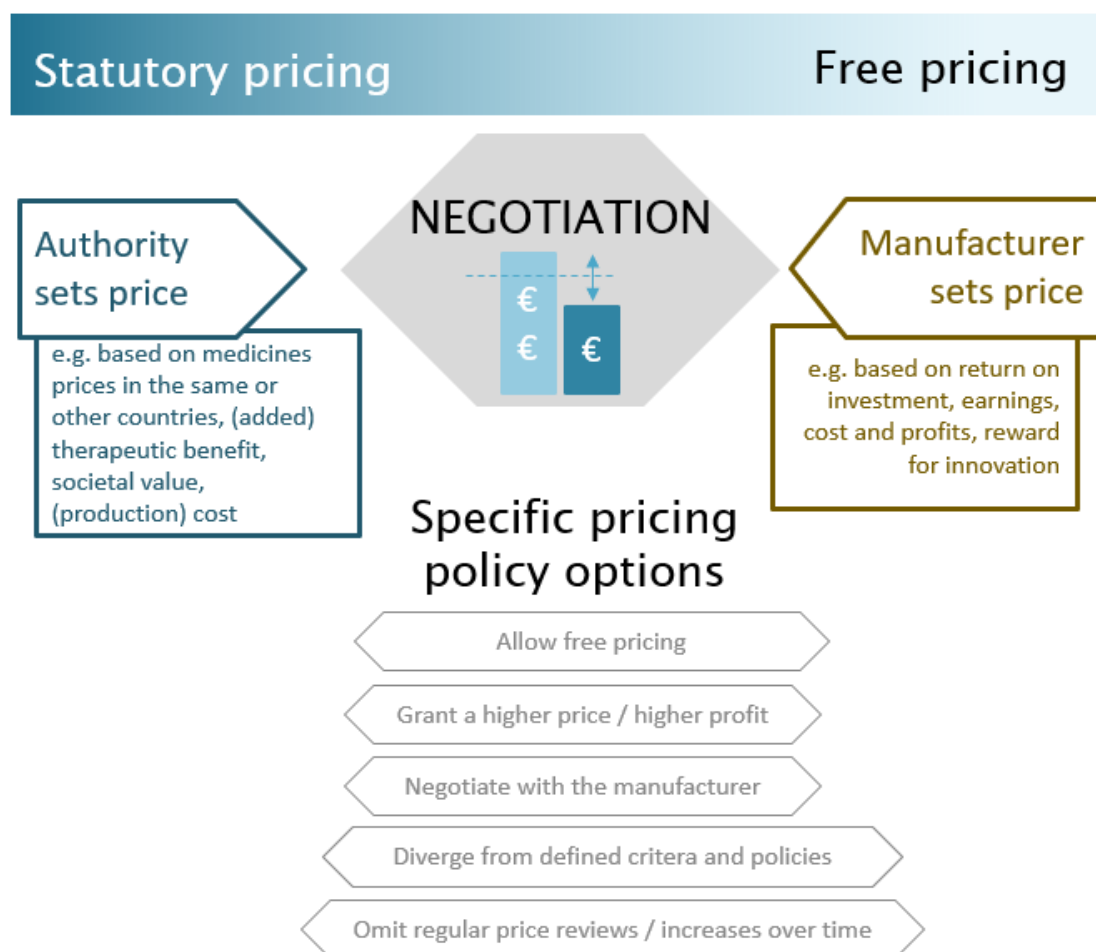 Statutory pricing
Free pricing
NEGOTIATION
€
€
€
Authority
sets price
e.g. based on medicines
prices in the same or
other countries, (added)
therapeutic benefit,
societal value,
(production) cost
Manufacturer
sets price
e.g. based on return on
investment, earnings,
cost and profits, reward
for innovation
Specific pricing
policy options
Allow free pricing
Grant a higher price / higher profit
Negotiate with the manufacturer
Diverge from defined critera and policies
Omit regular price reviews / increases over time